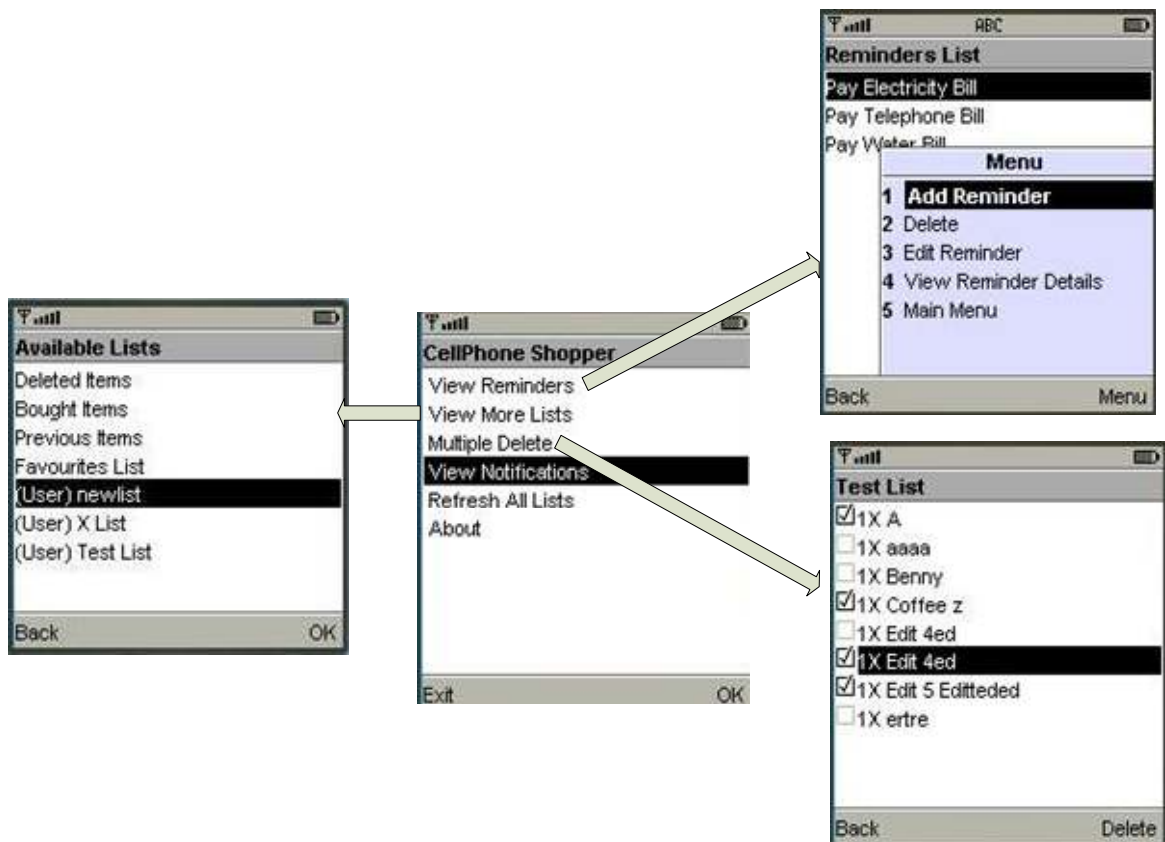 Available Lists
Deleted Items
Bought Items
Previous Items
Favourites List
(User) newlist
(User) X List
(User) Test List
Back OK
CellPhone Shopper
View Reminders
View More Lists
Multiple Delete
View Notifications
Refresh All Lists
About
Exit OK
ABC
Reminders List
Pay Electricity Bill
Pay Telephone Bill
Pay Water Bill
Menu
1 Add Reminder
2 Delete
3 Edit Reminder
4 View Reminder Details
5 Main Menu
Back Menu
Test List
1X A
1X aaaa
1X Benny
1X Coffee z
1X Edit 4ed
1X Edit 4ed
1X Edit 5 Editteded
1X ertre
Back Delete